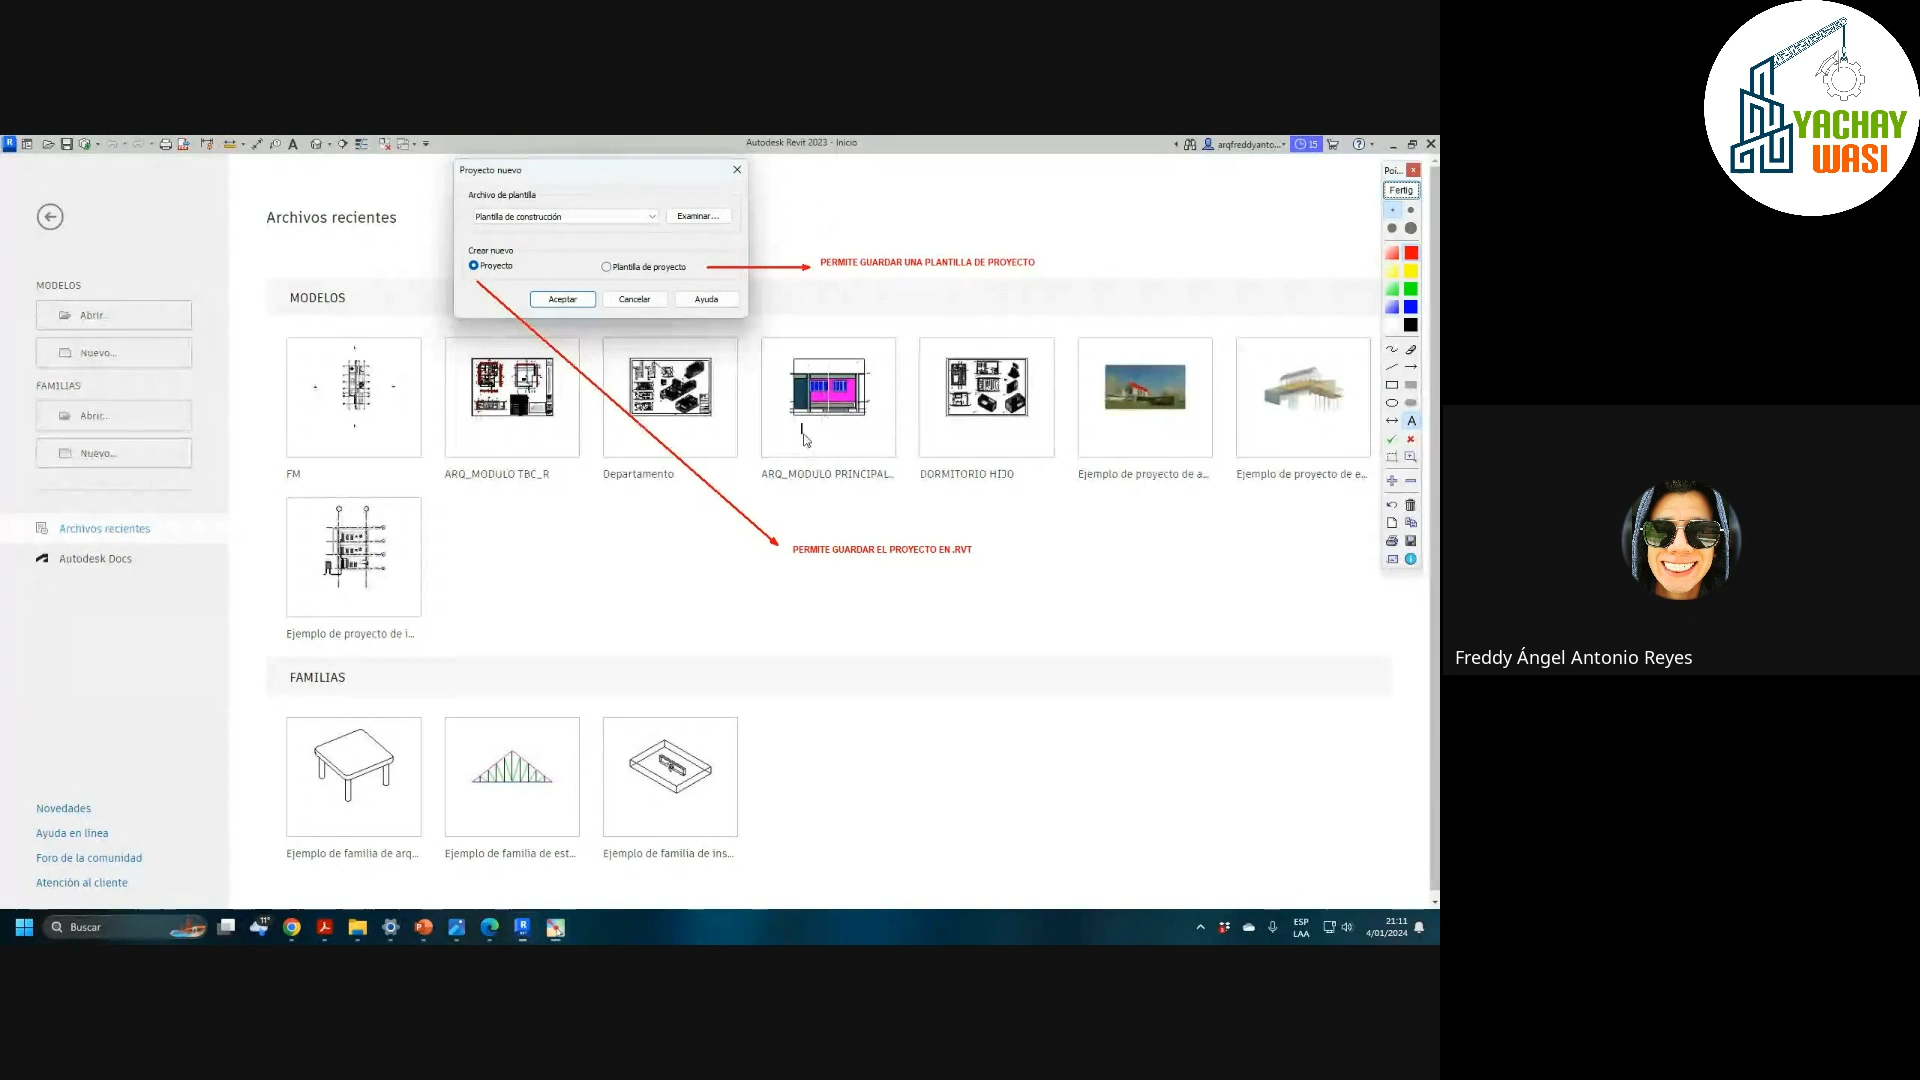 YACHAY
WASI
Autodesk Revit 2023 - Inicio
arqfreddyanto...
15
Proyecto nuevo
Archivo de plantilla
Plantilla de construcción
Examinar...
Crear nuevo
Proyecto
Plantilla de proyecto
Aceptar
Cancelar
Ayuda
PERMITE GUARDAR UNA PLANTILLA DE PROYECTO
PERMITE GUARDAR EL PROYECTO EN .RVT
Poi...
Fertig
A
Archivos recientes
MODELOS
Abrir...
Nuevo...
FAMILIAS
Abrir...
Nuevo...
Archivos recientes
Autodesk Docs
Novedades
Ayuda en línea
Foro de la comunidad
Atención al cliente
MODELOS
FM
ARQ_MODULO TBC_R
Departamento
ARQ_MODULO PRINCIPAL...
DORMITORIO HIJO
Ejemplo de proyecto de a...
Ejemplo de proyecto de e...
Ejemplo de proyecto de i...
FAMILIAS
Ejemplo de familia de arq...
Ejemplo de familia de est...
Ejemplo de familia de ins...
Freddy Ángel Antonio Reyes
Buscar
11°
ESP
LAA
21:11
4/01/2024